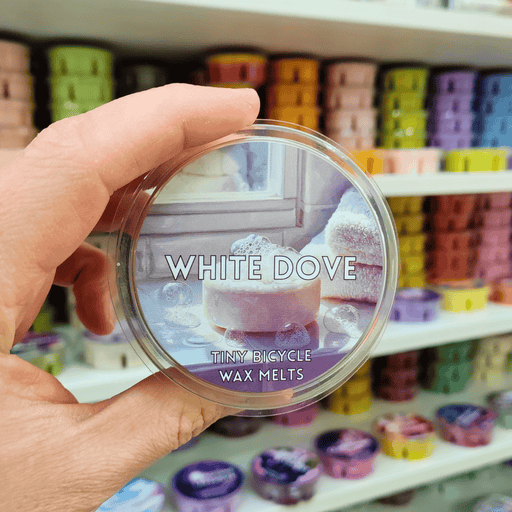 WHITE DOVE
TINY BICYCLE
WAX MELTS